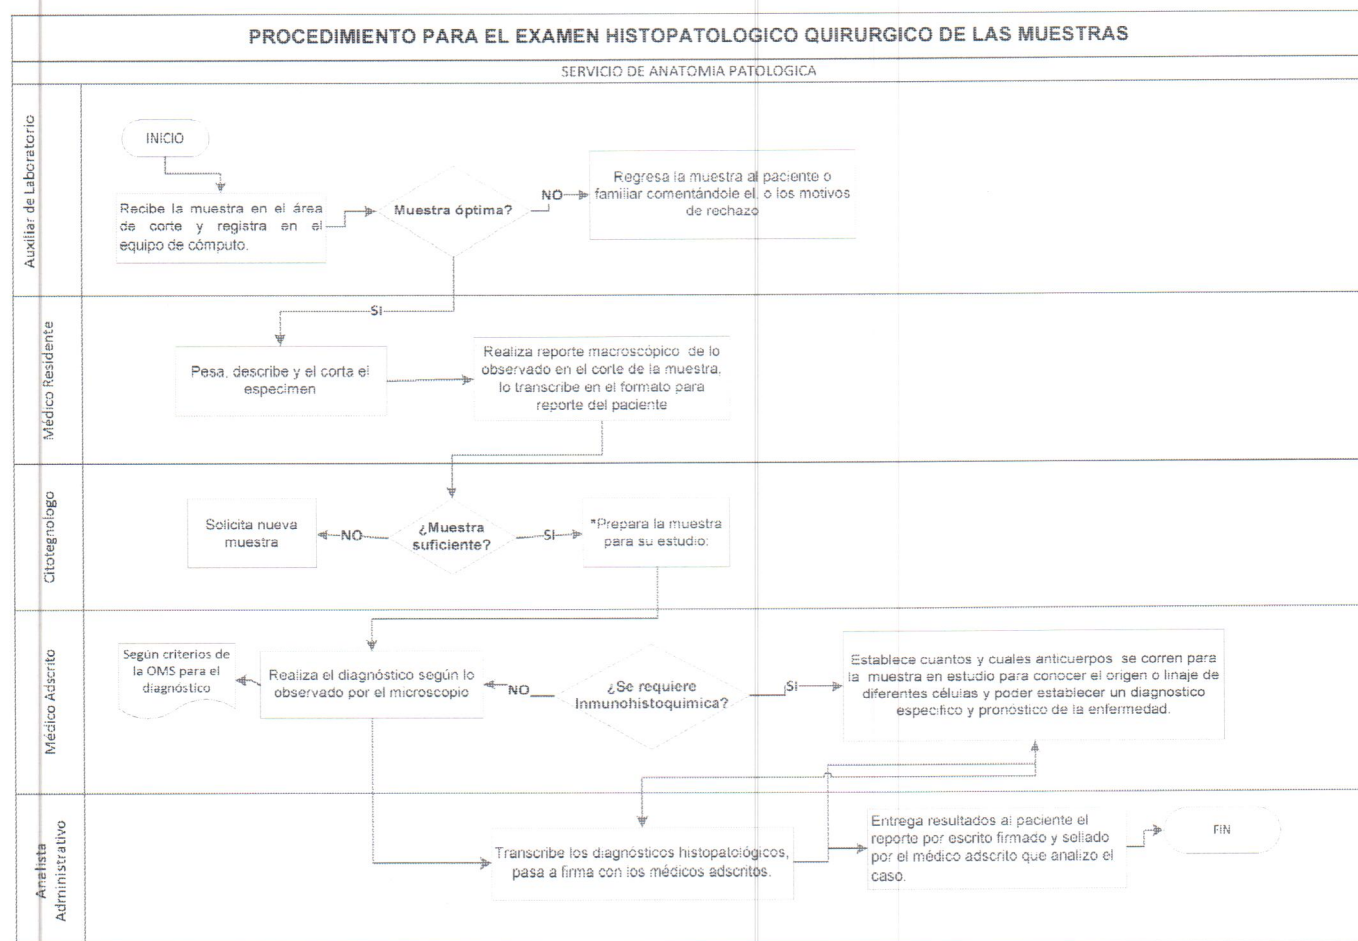 PROCEDIMIENTO PARA EL EXAMEN HISTOPATOLOGICO QUIRURGICO DE LAS MUESTRAS
SERVICIO DE ANATOMIA PATOLOGICA
Auxiliar de Laboratorio
INICIO
Recibe la muestra en el área
de corte y registra en el
equipo de cómputo.
Muestra óptima?
NO
Regresa la muestra al paciente o
familiar comentándole el, o los motivos
de rechazo
SI
Médico Residente
Pesa, describe y el corta el
especimen
Realiza reporte macroscópico de lo
observado en el corte de la muestra,
lo transcribe en el formato para
reporte del paciente
Citotegnologo
Solicita nueva
muestra
NO
¿Muestra
suficiente?
SI
*Prepara la muestra
para su estudio:
Médico Adscrito
Según criterios de
la OMS para el
diagnóstico
Realiza el diagnóstico según lo
observado por el microscopio
NO
¿Se requiere
Inmunohistoquimica?
SI
Establece cuantos y cuales anticuerpos se corren para
la muestra en estudio para conocer el origen o linaje de
diferentes células y poder establecer un diagnostico
especifico y pronóstico de la enfermedad.
Analista
Administrativo
Transcribe los diagnósticos histopatológicos,
pasa a firma con los médicos adscritos.
Entrega resultados al paciente el
reporte por escrito firmado y sellado
por el médico adscrito que analizo el
caso.
FIN